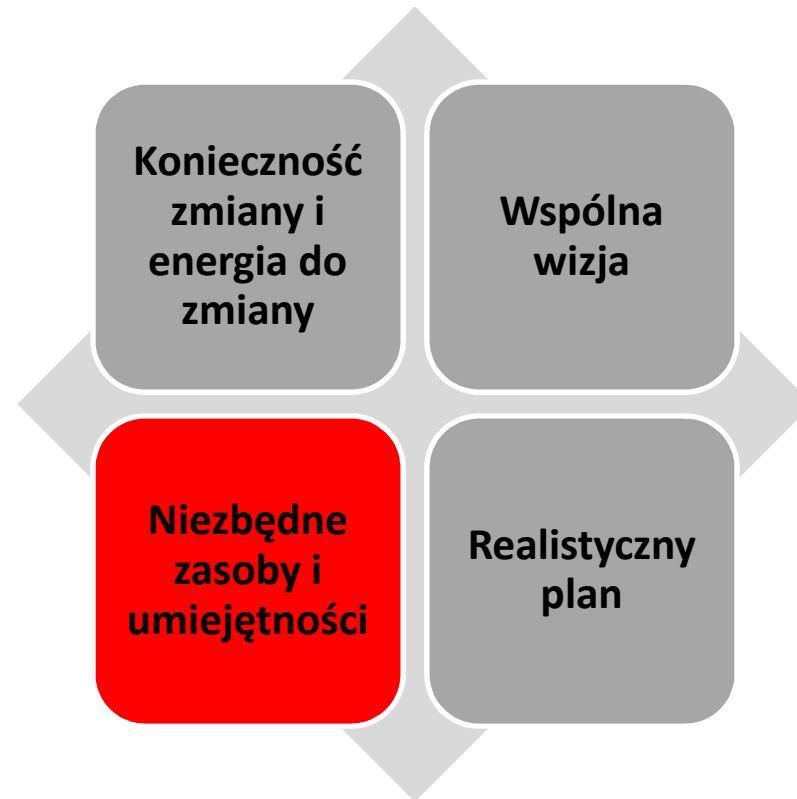 Konieczność
zmiany i
energia do
zmiany
Wspólna
wizja
Niezbędne
zasoby i
umiejętności
Realistyczny
plan